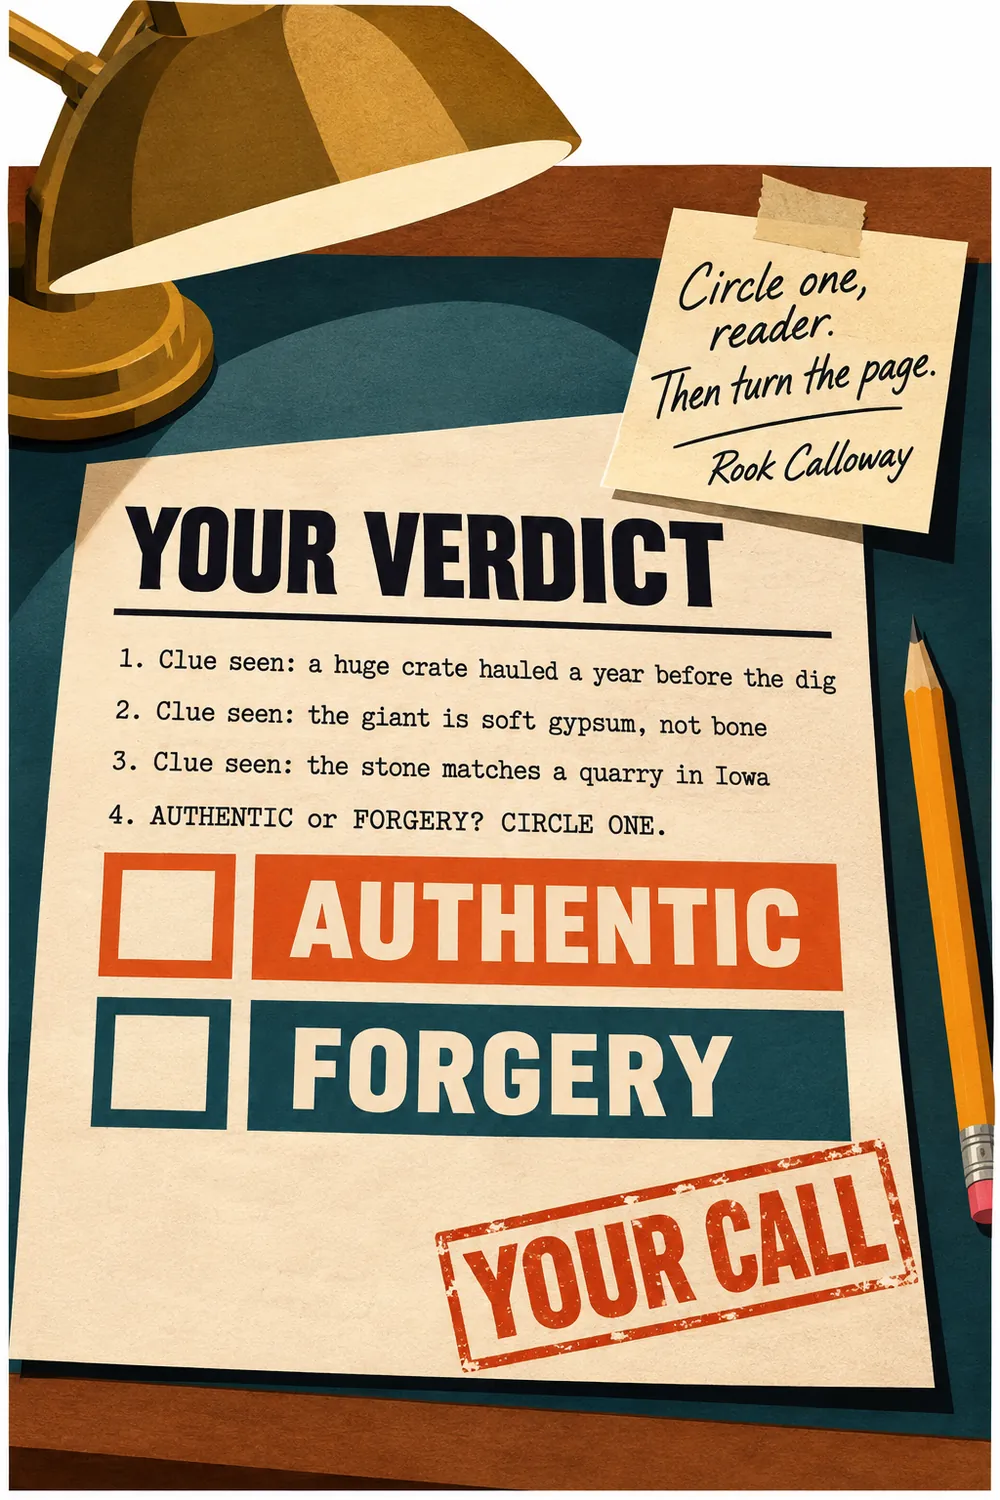 Circle one,
reader.
Then turn the page.
Rook Calloway
YOUR VERDICT
1. Clue seen: a huge crate hauled a year before the dig
2. Clue seen: the giant is soft gypsum, not bone
3. Clue seen: the stone matches a quarry in Iowa
4. AUTHENTIC or FORGERY? CIRCLE ONE.
AUTHENTIC
FORGERY
YOUR CALL